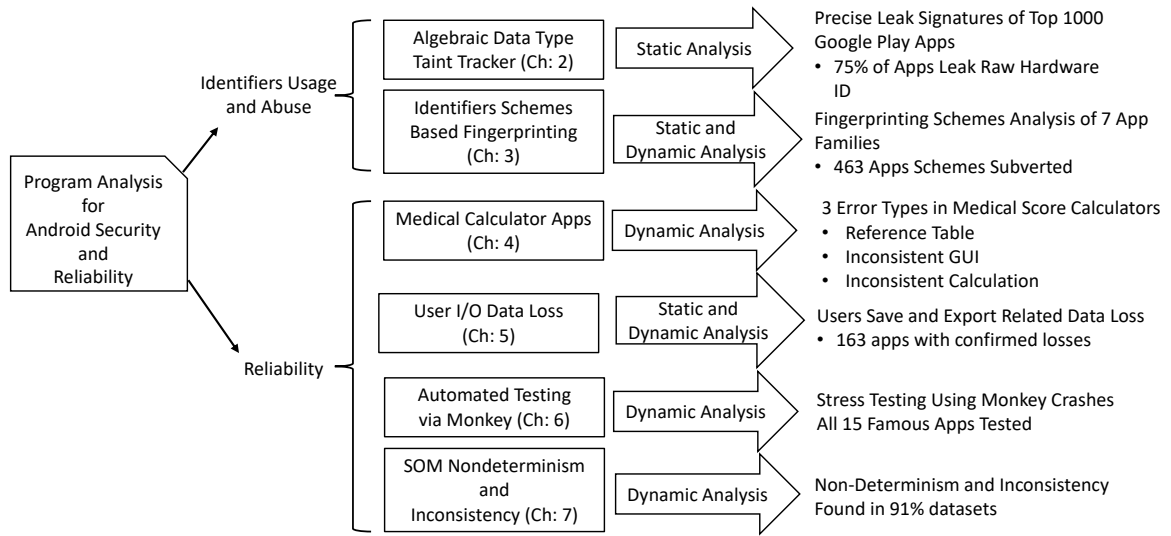 Program Analysis
for
Android Security
and
Reliability
Identifiers Usage
and Abuse
Algebraic Data Type
Taint Tracker (Ch: 2)
Static Analysis
Precise Leak Signatures of Top 1000
Google Play Apps
• 75% of Apps Leak Raw Hardware
ID
Identifiers Schemes
Based Fingerprinting
(Ch: 3)
Static and
Dynamic Analysis
Fingerprinting Schemes Analysis of 7 App
Families
• 463 Apps Schemes Subverted
Reliability
Medical Calculator Apps
(Ch: 4)
Dynamic Analysis
3 Error Types in Medical Score Calculators
• Reference Table
• Inconsistent GUI
• Inconsistent Calculation
User I/O Data Loss
(Ch: 5)
Static and
Dynamic Analysis
Users Save and Export Related Data Loss
• 163 apps with confirmed losses
Automated Testing
via Monkey (Ch: 6)
Dynamic Analysis
Stress Testing Using Monkey Crashes
All 15 Famous Apps Tested
SOM Nondeterminism
and
Inconsistency (Ch: 7)
Dynamic Analysis
Non-Determinism and Inconsistency
Found in 91% datasets